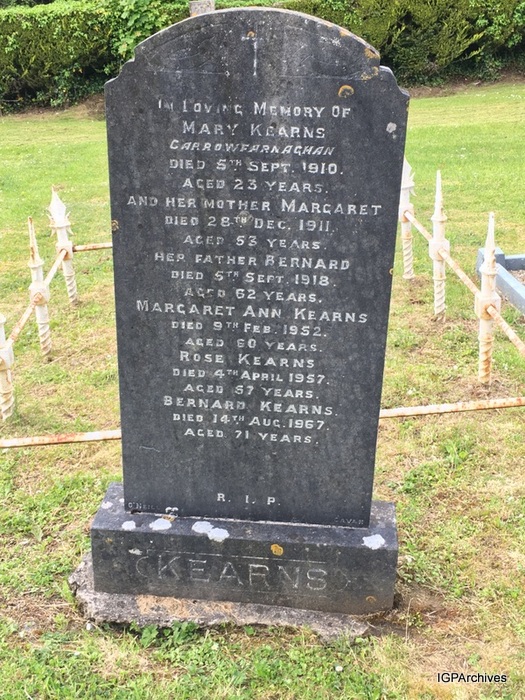 In Loving Memory Of
Mary Kearns
Carrowfarnaghan
Died 5th Sept. 1910.
Aged 23 Years.
And Her Mother Margaret
Died 28th Dec. 1911.
Aged 53 Years.
Her Father Bernard
Died 5th Sept. 1918.
Aged 62 Years.
Margaret Ann Kearns
Died 9th Feb. 1952.
Aged 60 Years.
Rose Kearns
Died 4th April 1957.
Aged 57 Years.
Bernard Kearns.
Died 14th Aug. 1967.
Aged 71 Years.
R. I. P.
Kearns
IGPArchives